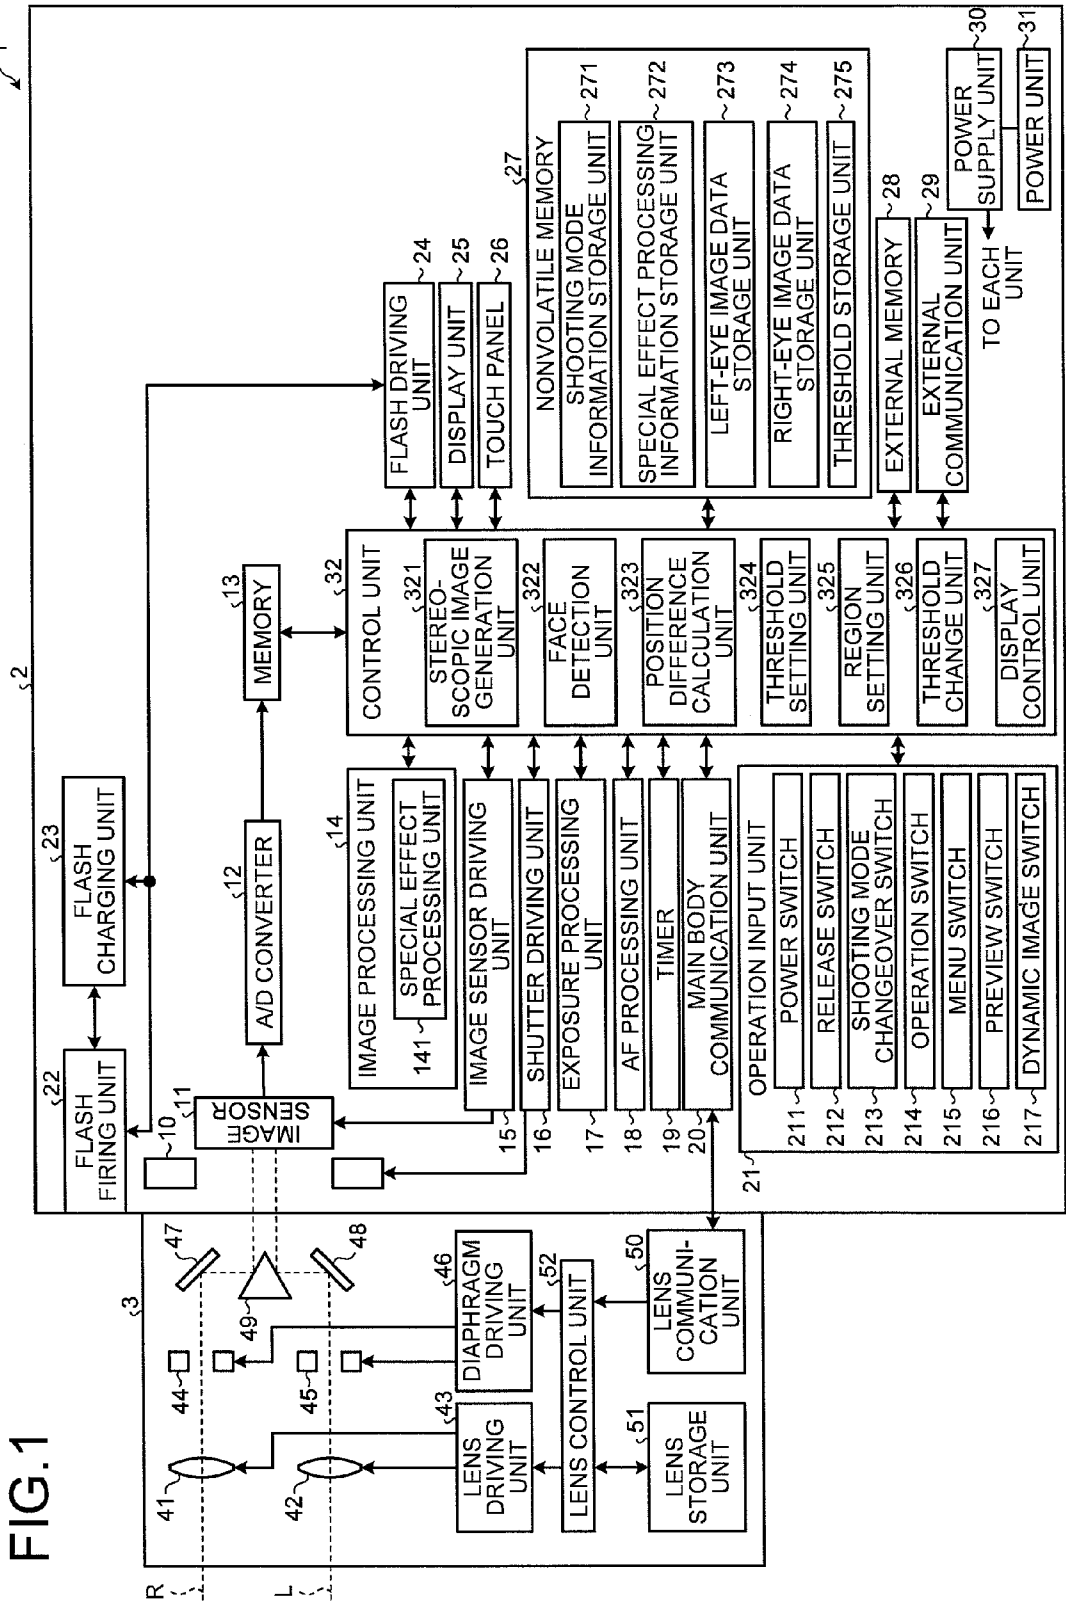 FIG.1
1
2
3
R
L
41
42
44
45
47
48
49
LENS
DRIVING
UNIT
43
DIAPHRAGM
DRIVING
UNIT
46
LENS CONTROL UNIT
52
LENS
STORAGE
UNIT
51
LENS
COMMUNI-
CATION
UNIT
50
FLASH
FIRING UNIT
22
FLASH
CHARGING UNIT
23
10
IMAGE
SENSOR
11
A/D CONVERTER
12
MEMORY
13
IMAGE PROCESSING UNIT
14
SPECIAL EFFECT
PROCESSING UNIT
141
IMAGE SENSOR DRIVING
UNIT
15
SHUTTER DRIVING UNIT
16
EXPOSURE PROCESSING
UNIT
17
AF PROCESSING UNIT
18
TIMER
19
MAIN BODY
COMMUNICATION UNIT
20
OPERATION INPUT UNIT
21
POWER SWITCH
211
RELEASE SWITCH
212
SHOOTING MODE
CHANGEOVER SWITCH
213
OPERATION SWITCH
214
MENU SWITCH
215
PREVIEW SWITCH
216
DYNAMIC IMAGE SWITCH
217
CONTROL UNIT
32
STEREO-
SCOPIC IMAGE
GENERATION
UNIT
321
FACE
DETECTION
UNIT
322
POSITION
DIFFERENCE
CALCULATION
UNIT
323
THRESHOLD
SETTING UNIT
324
REGION
SETTING UNIT
325
THRESHOLD
CHANGE UNIT
326
DISPLAY
CONTROL UNIT
327
FLASH DRIVING
UNIT
24
DISPLAY UNIT
25
TOUCH PANEL
26
NONVOLATILE MEMORY
27
SHOOTING MODE
INFORMATION STORAGE UNIT
271
SPECIAL EFFECT PROCESSING
INFORMATION STORAGE UNIT
272
LEFT-EYE IMAGE DATA
STORAGE UNIT
273
RIGHT-EYE IMAGE DATA
STORAGE UNIT
274
THRESHOLD STORAGE UNIT
275
EXTERNAL MEMORY
28
EXTERNAL
COMMUNICATION UNIT
29
TO EACH
UNIT
POWER
SUPPLY UNIT
30
POWER UNIT
31